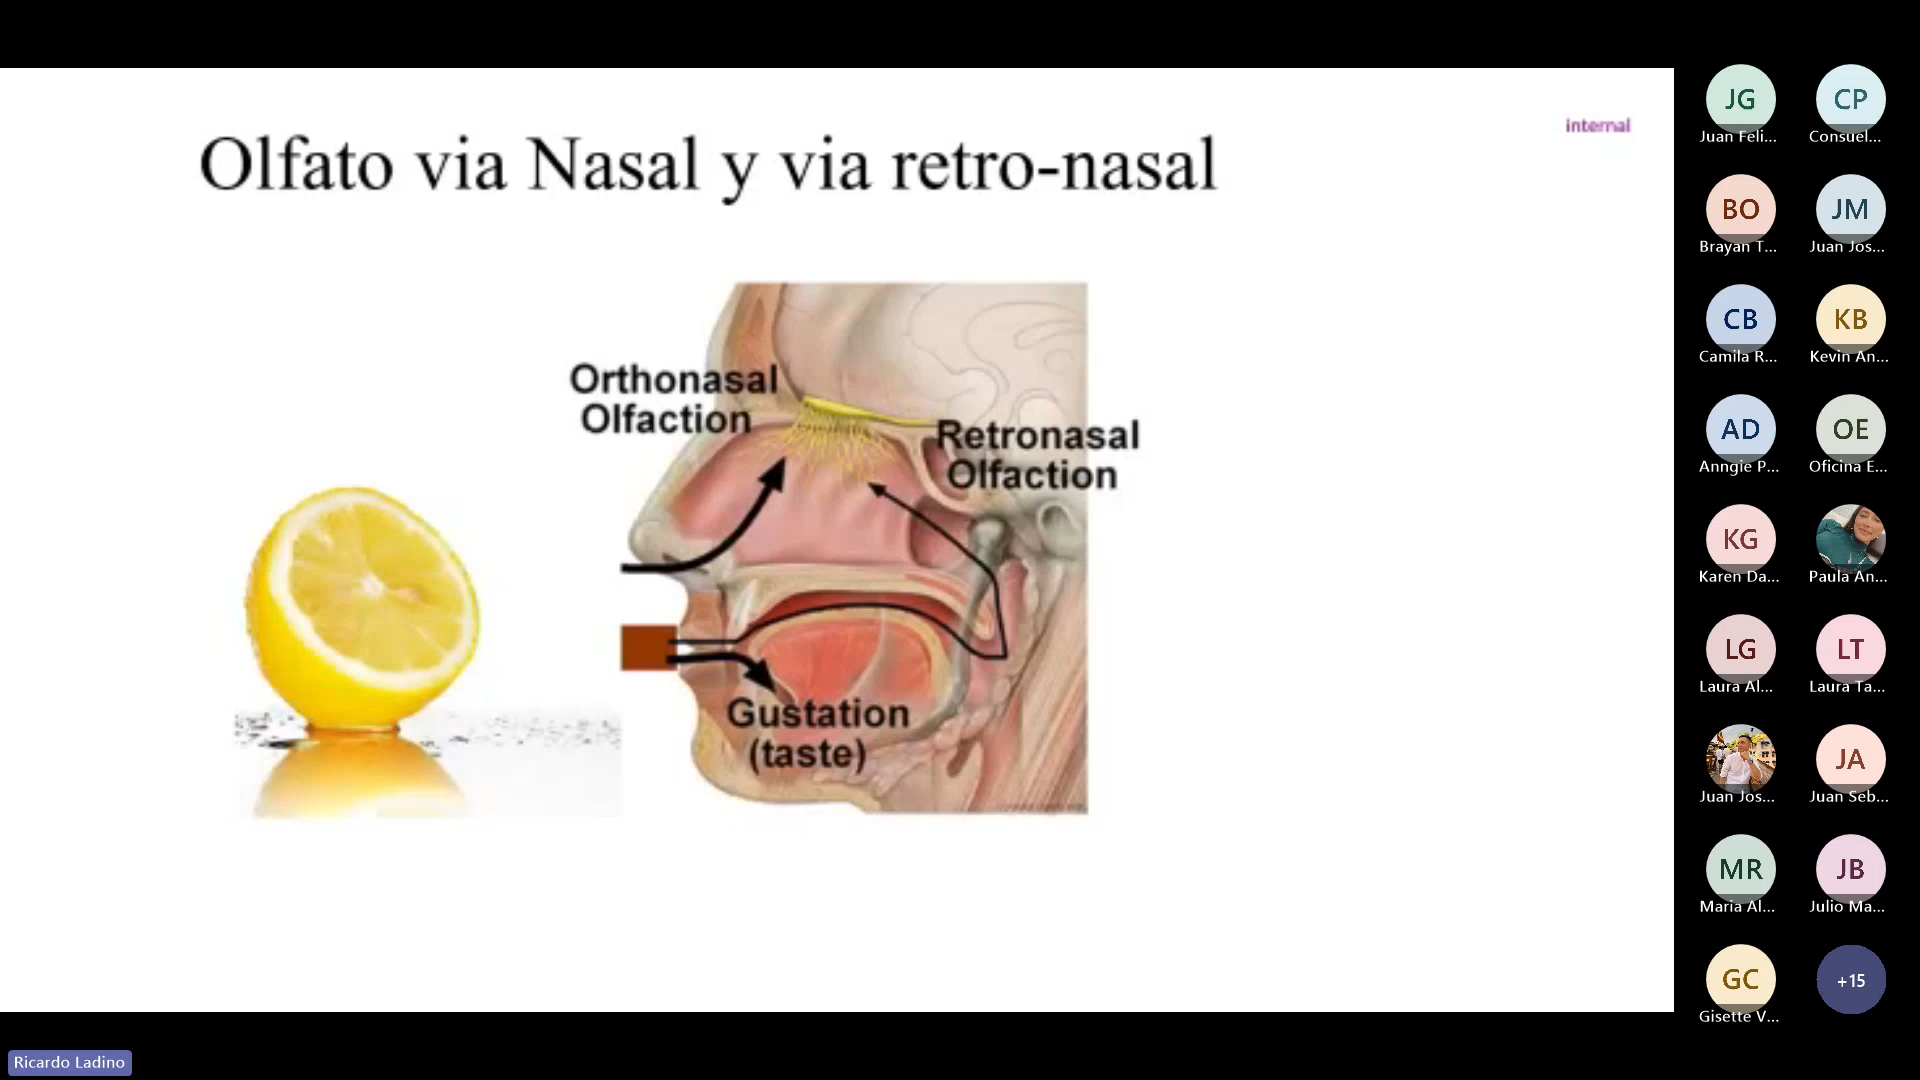 internal
Olfato via Nasal y via retro-nasal
Orthonasal
Olfaction
Retronasal
Olfaction
Gustation
(taste)
JG
Juan Feli...
CP
Consuel...
BO
Brayan T...
JM
Juan Jos...
CB
Camila R...
KB
Kevin An...
AD
Anngie P...
OE
Oficina E...
KG
Karen Da...
Paula An...
LG
Laura Al...
LT
Laura Ta...
Juan Jos...
JA
Juan Seb...
MR
Maria Al...
JB
Julio Ma...
GC
Gisette V...
+15
Ricardo Ladino